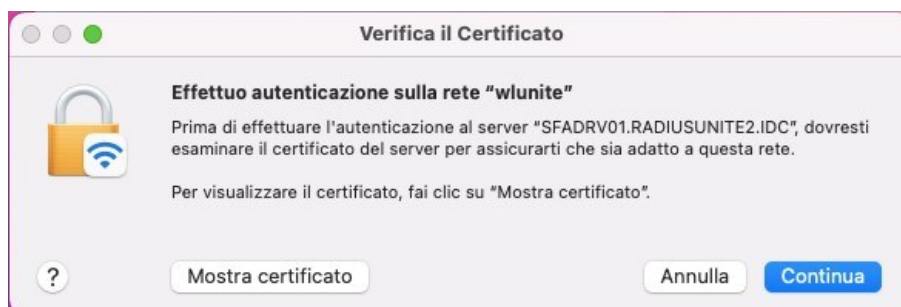 Verifica il Certificato
Effettuo autenticazione sulla rete “wlunite”
Prima di effettuare l'autenticazione al server “SFADRV01.RADIUSUNITE2.IDC”, dovresti
esaminare il certificato del server per assicurarti che sia adatto a questa rete.
Per visualizzare il certificato, fai clic su “Mostra certificato”.
? Mostra certificato Annulla Continua